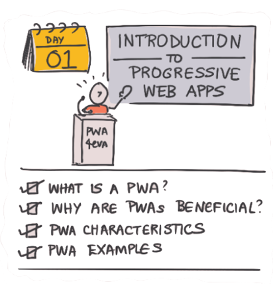 DAY
01
INTRODUCTION
TO
PROGRESSIVE
WEB APPS
PWA
4eva
WHAT IS A PWA?
WHY ARE PWAs BENEFICIAL?
PWA CHARACTERISTICS
PWA EXAMPLES